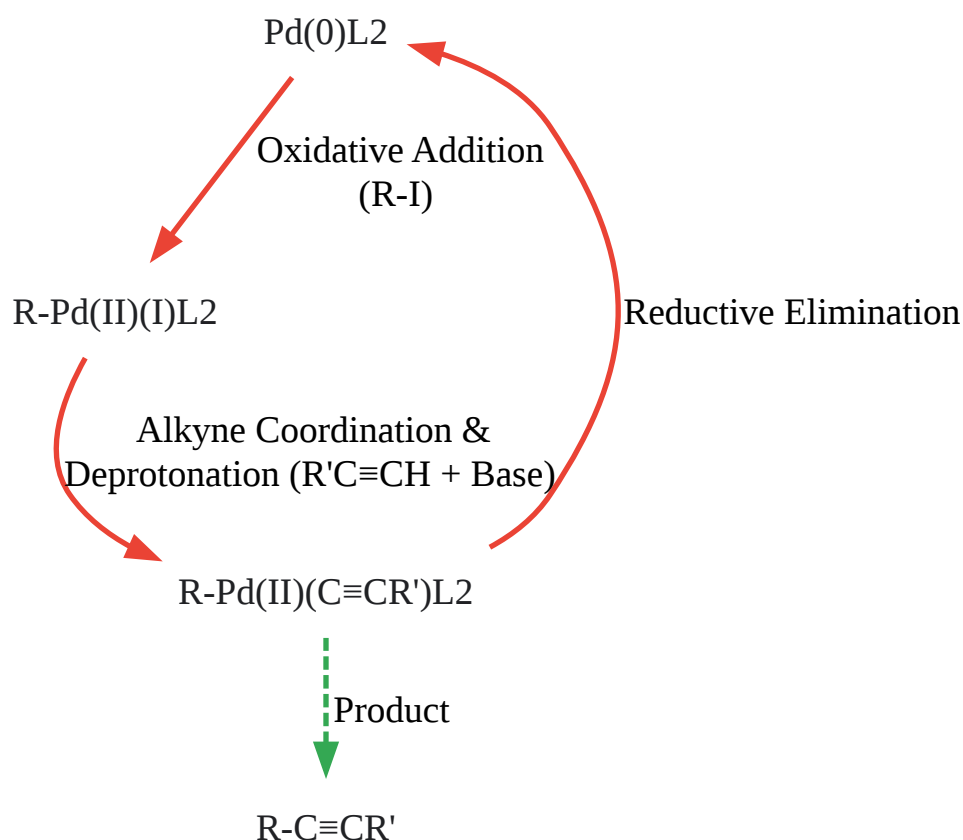 Pd(0)L2
Oxidative Addition
(R-I)
R-Pd(II)(I)L2
Reductive Elimination
Alkyne Coordination &
Deprotonation (R'C≡CH + Base)
R-Pd(II)(C≡CR')L2
Product
R-C≡CR'